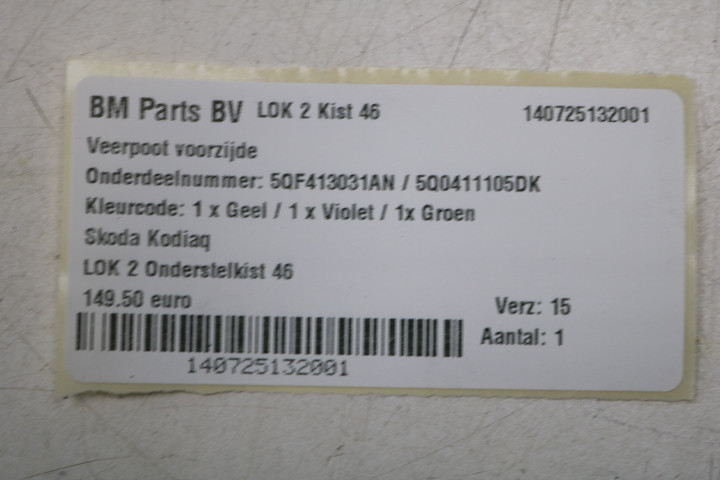 BM Parts BV LOK 2 Kist 46 140725132001
Veerpoot voorzijde
Onderdeelnummer: 5QF413031AN / 5Q0411105DK
Kleurcode: 1 x Geel / 1 x Violet / 1x Groen
Skoda Kodiaq
LOK 2 Onderstelkist 46
149.50 euro Verz: 15
Aantal: 1
140725132001